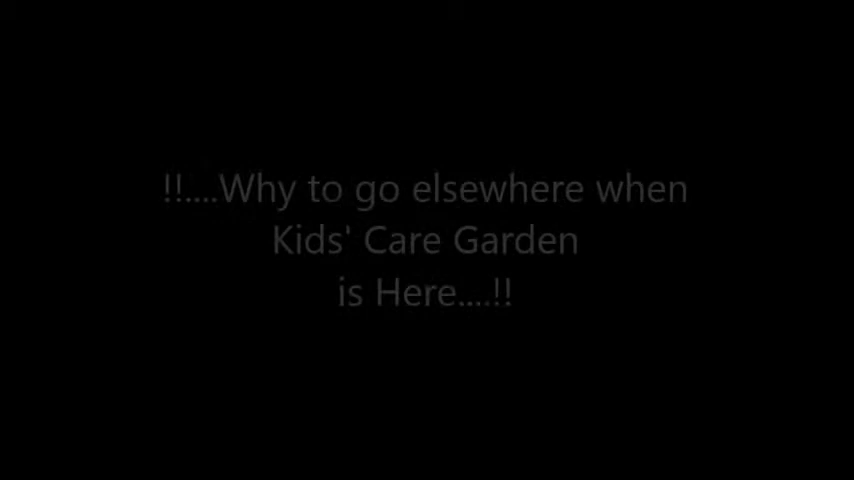 !!....Why to go elsewhere when
Kids' Care Garden
is Here....!!